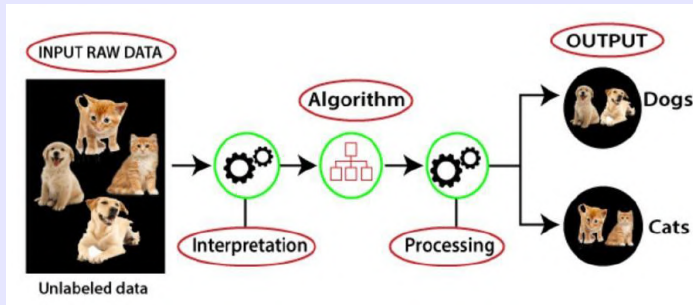 INPUT RAW DATA
OUTPUT
Algorithm
Dogs
Interpretation
Processing
Cats
Unlabeled data